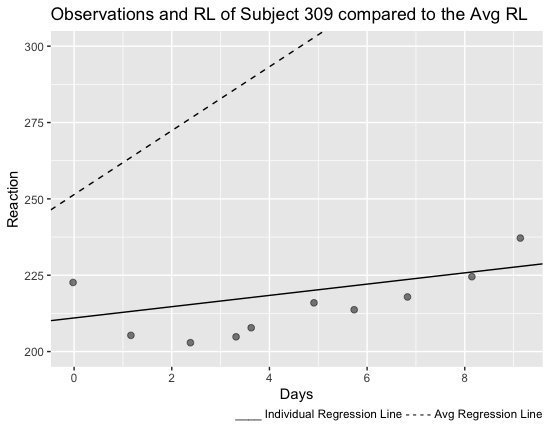 Observations and RL of Subject 309 compared to the Avg RL
300
275
250
225
200
Reaction
0 2 4 6 8
Days
____ Individual Regression Line - - - - Avg Regression Line